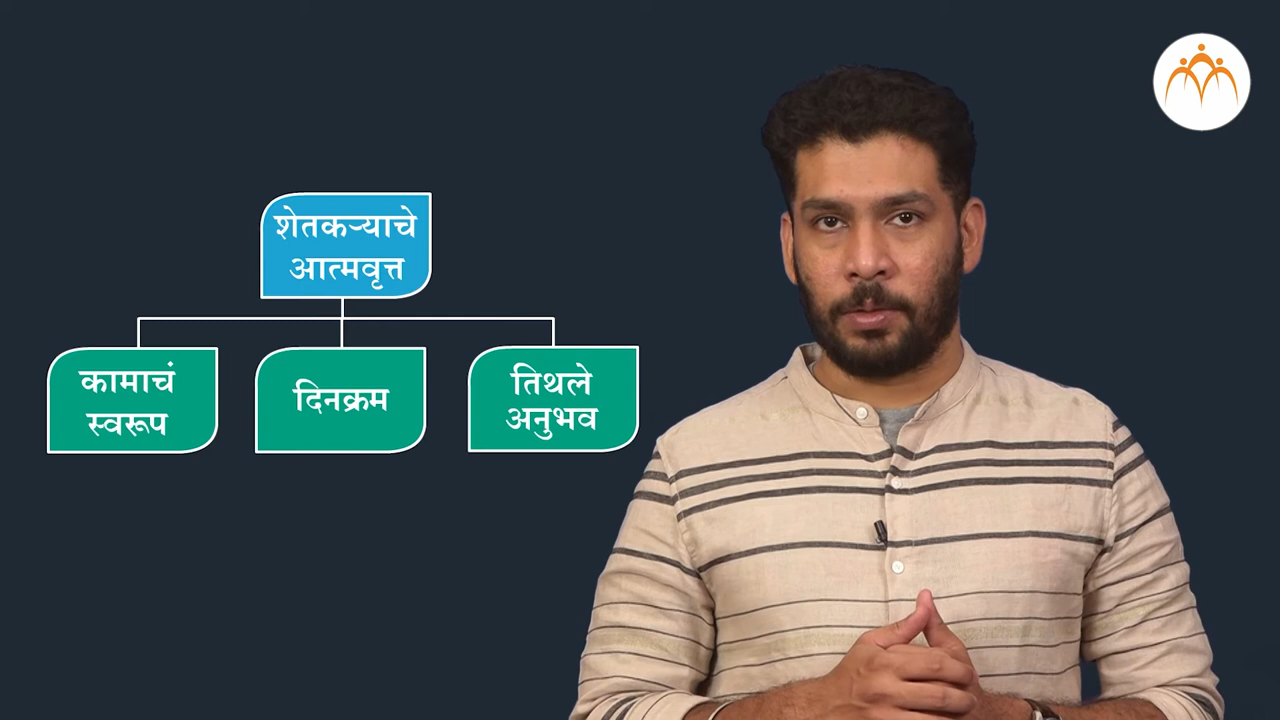 शेतकऱ्याचे
आत्मवृत्त
कामाचं
स्वरूप
दिनक्रम
तिथले
अनुभव